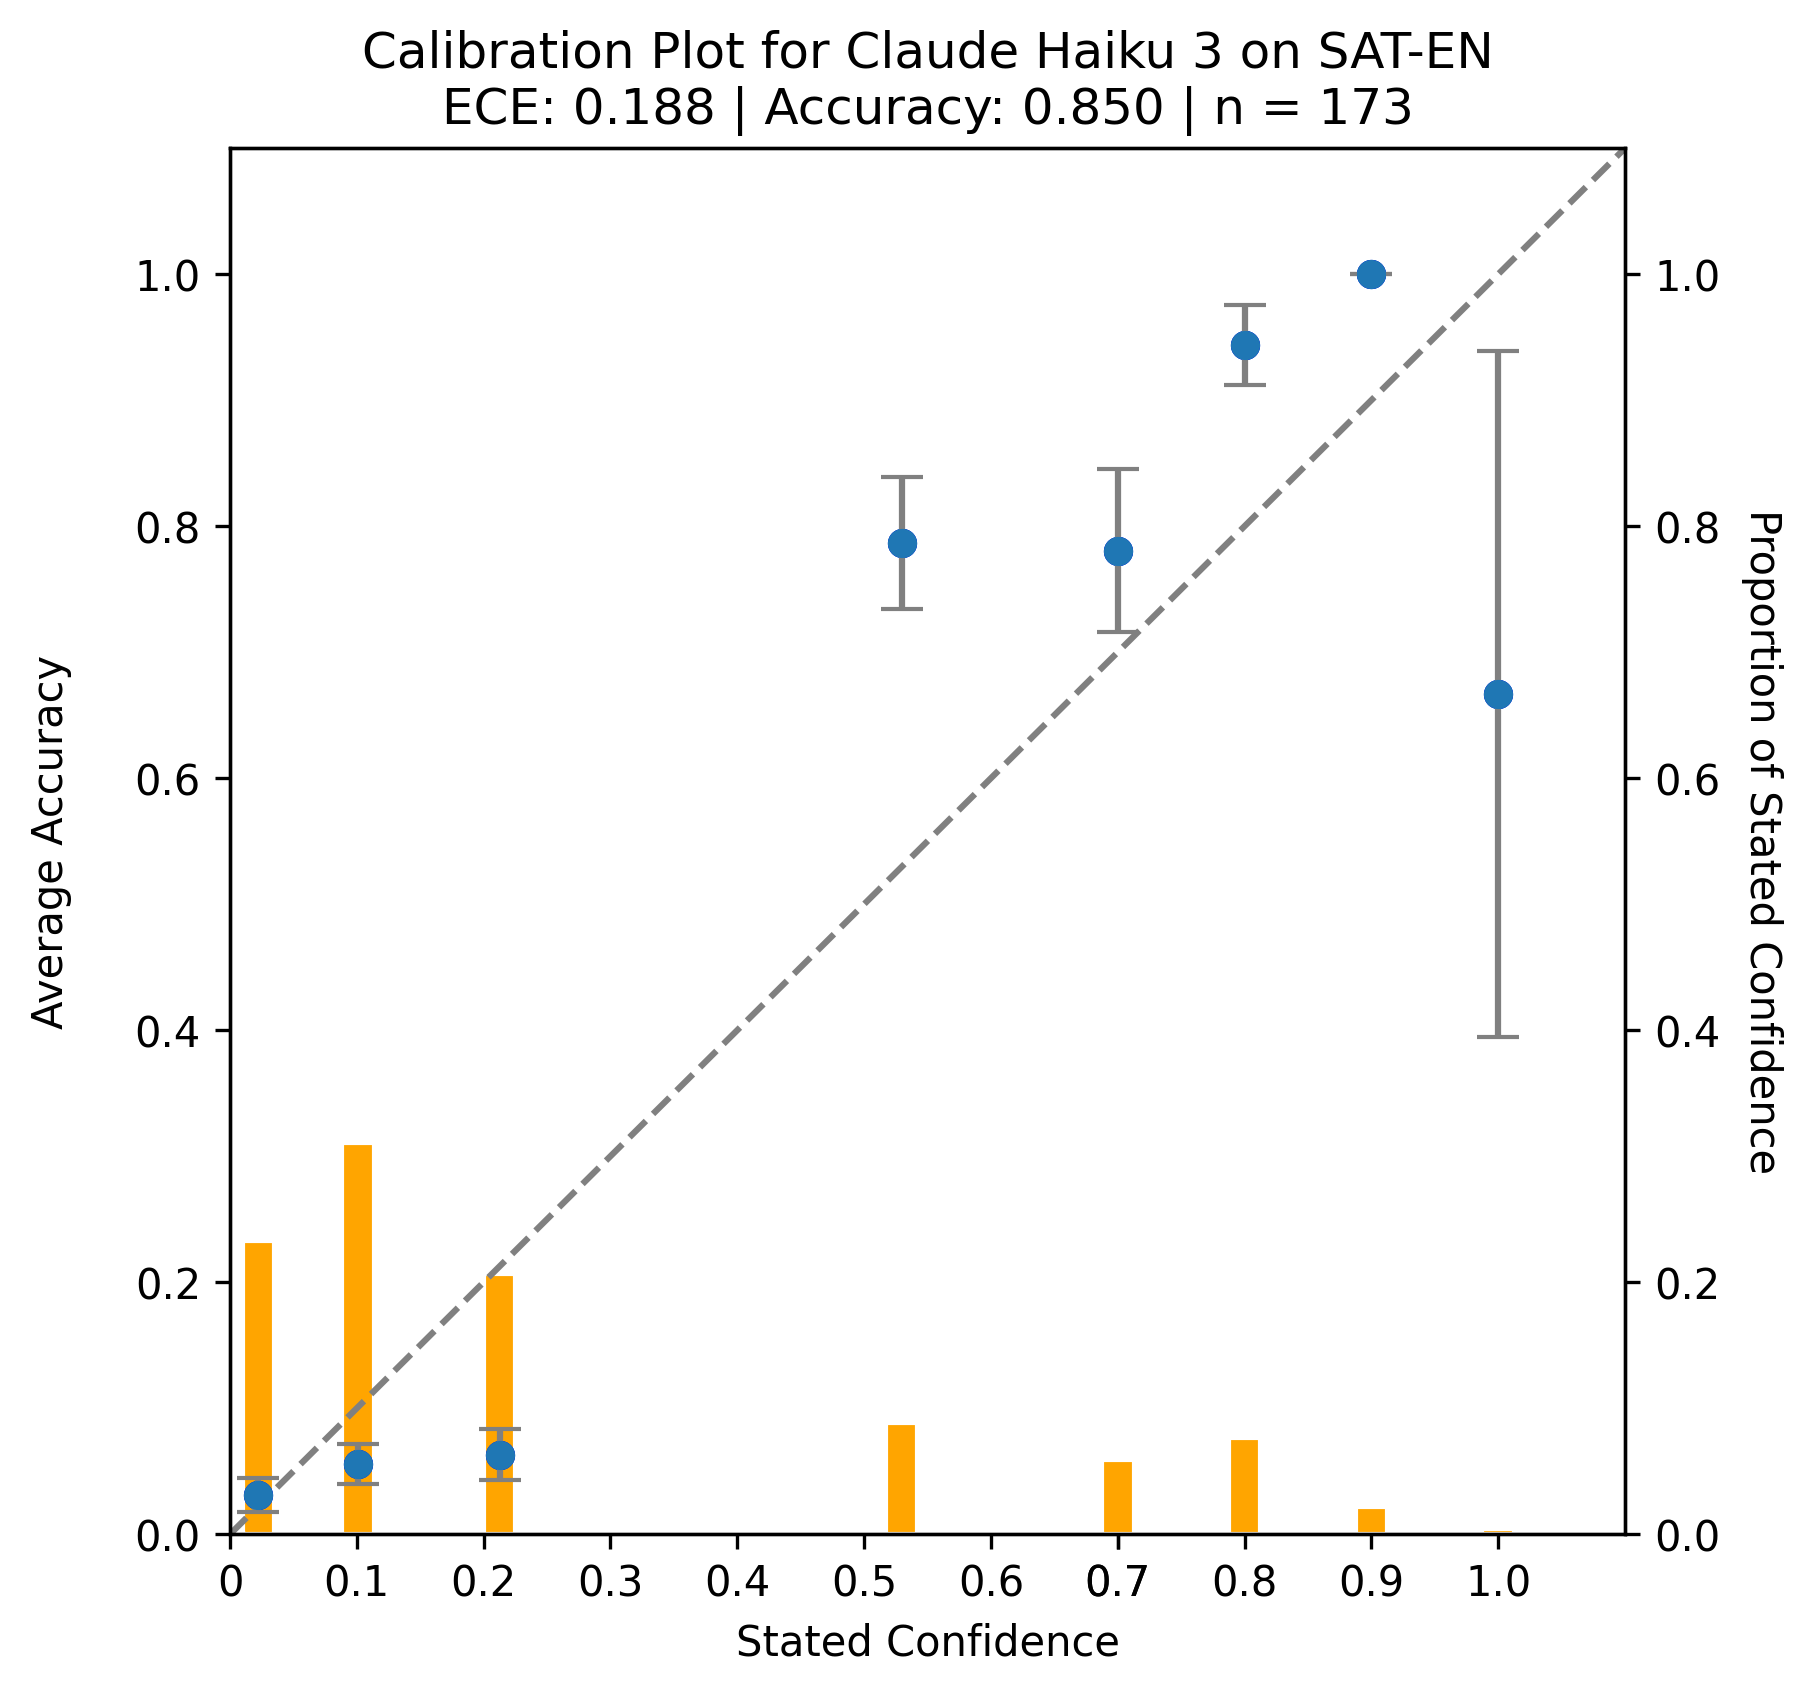 Calibration Plot for Claude Haiku 3 on SAT-EN
ECE: 0.188 | Accuracy: 0.850 | n = 173
Average Accuracy
1.0
0.8
0.6
0.4
0.2
0.0
1.0
0.8
0.6
0.4
0.2
0.0
Proportion of Stated Confidence
0 0.1 0.2 0.3 0.4 0.5 0.6 0.7 0.8 0.9 1.0
Stated Confidence